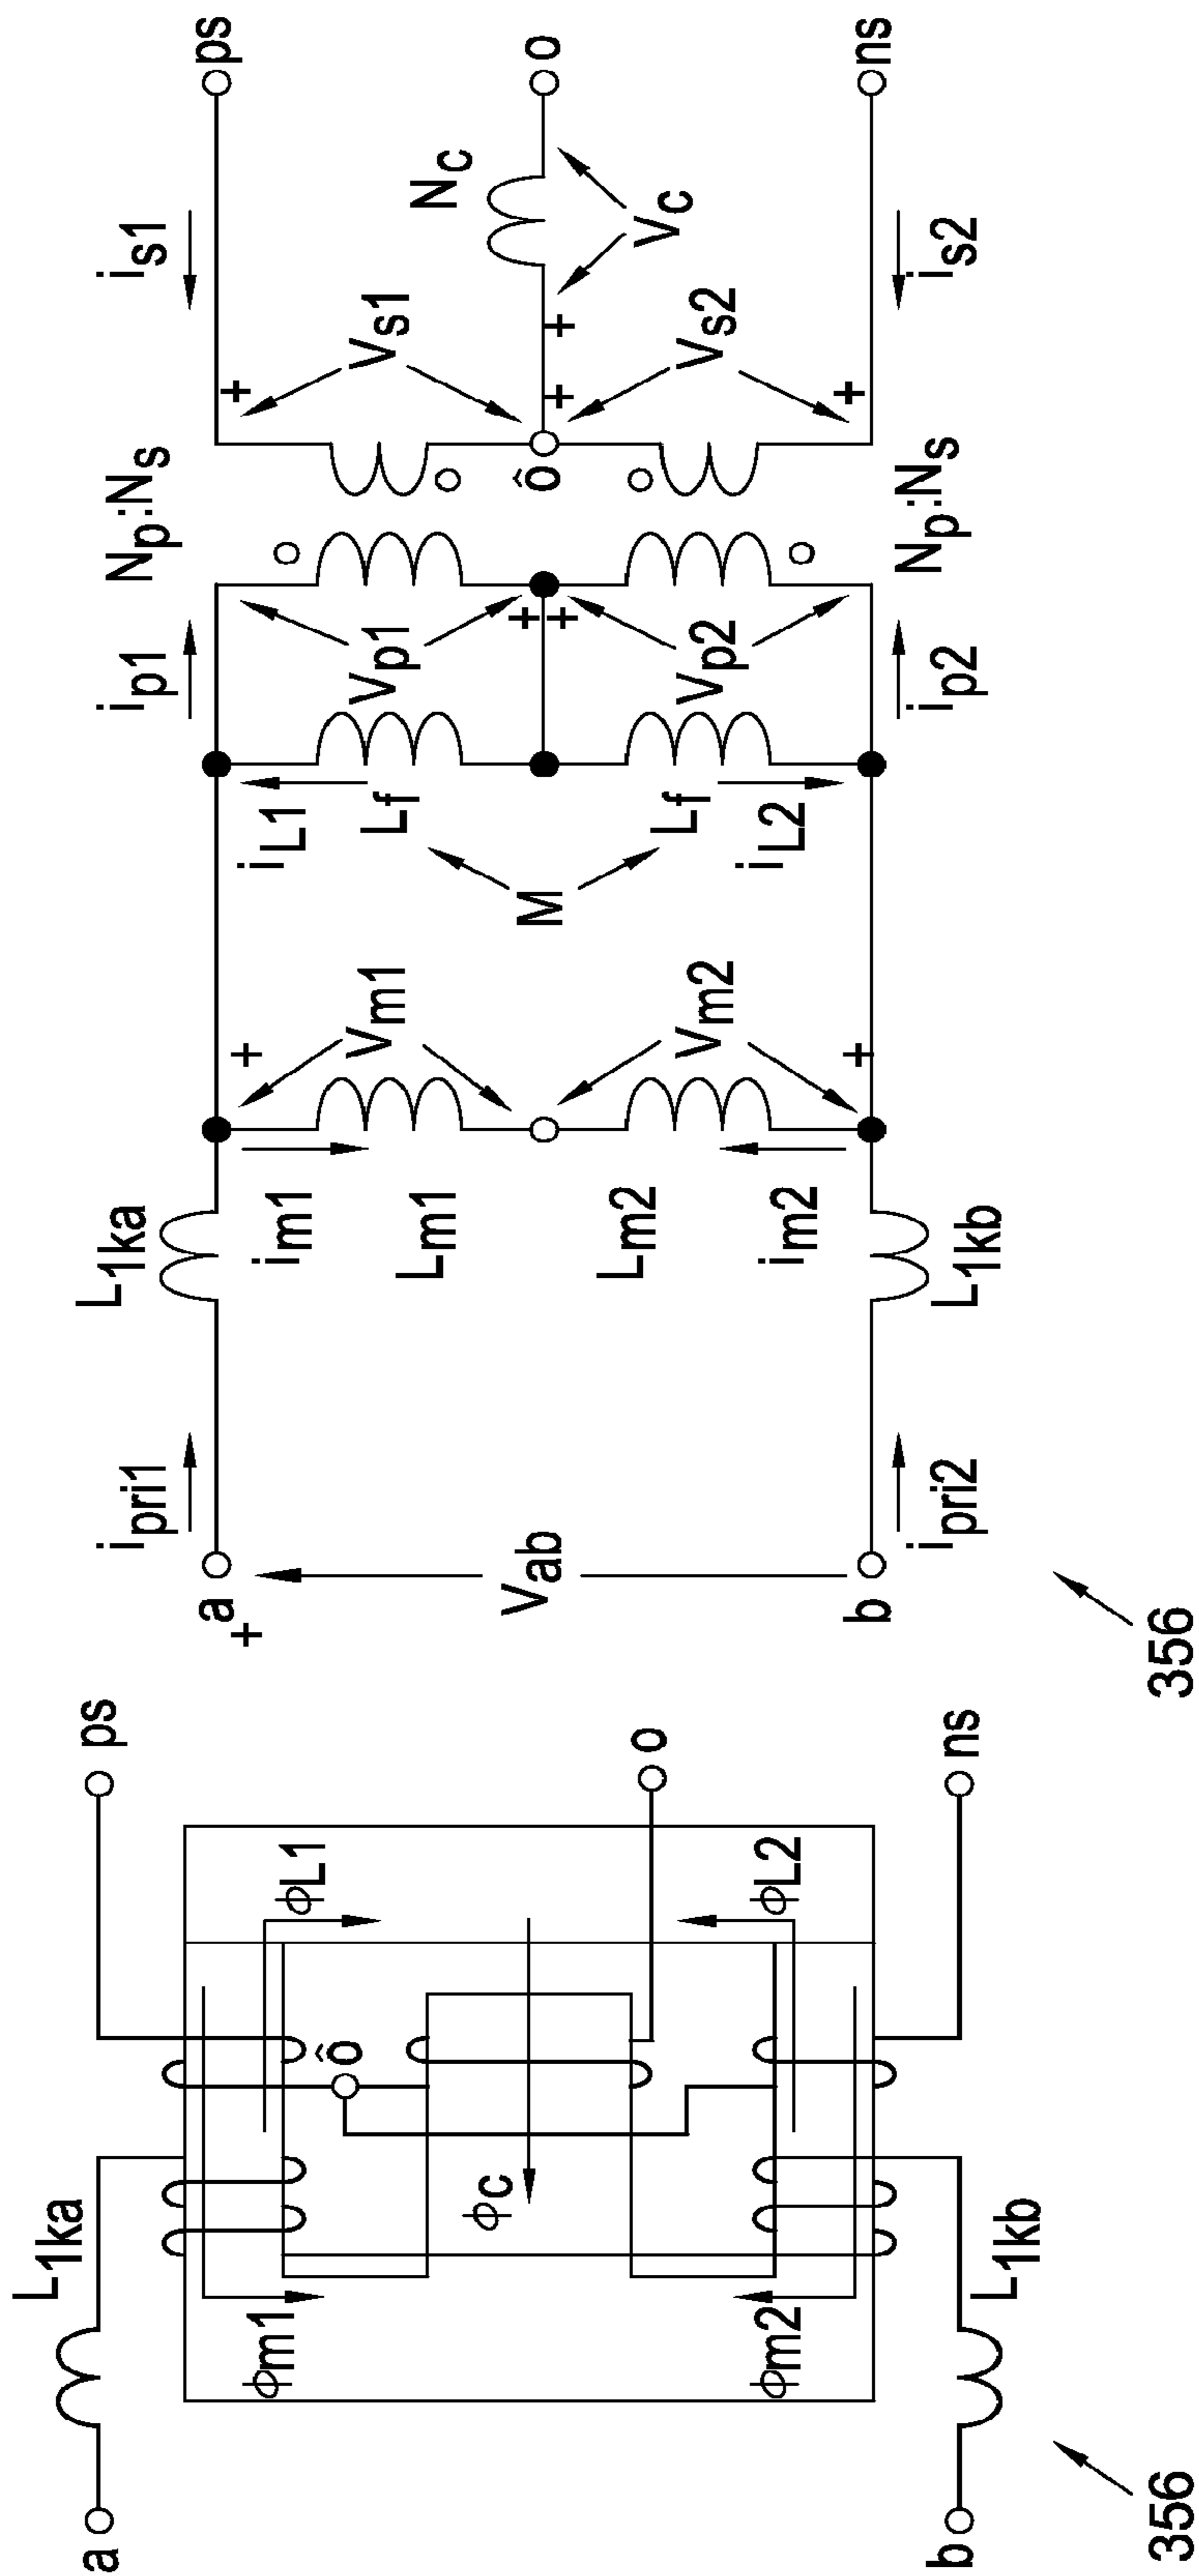 a
L1ka
ps
ϕm1
ϕL1
ô
ϕc
o
ϕm2
ϕL2
b
L1kb
ns
356
a
+
ipri1
L1ka
im1
Lm1
+
Vm1
iL1
Lf
ip1
Vp1
Np:Ns
+
Vs1
is1
ps
Vab
M
+
+
ô
+
+
Nc
Vc
o
Lm2
im2
Vm2
+
Lf
iL2
Vp2
ip2
Np:Ns
Vs2
+
is2
ns
b
ipri2
L1kb
356